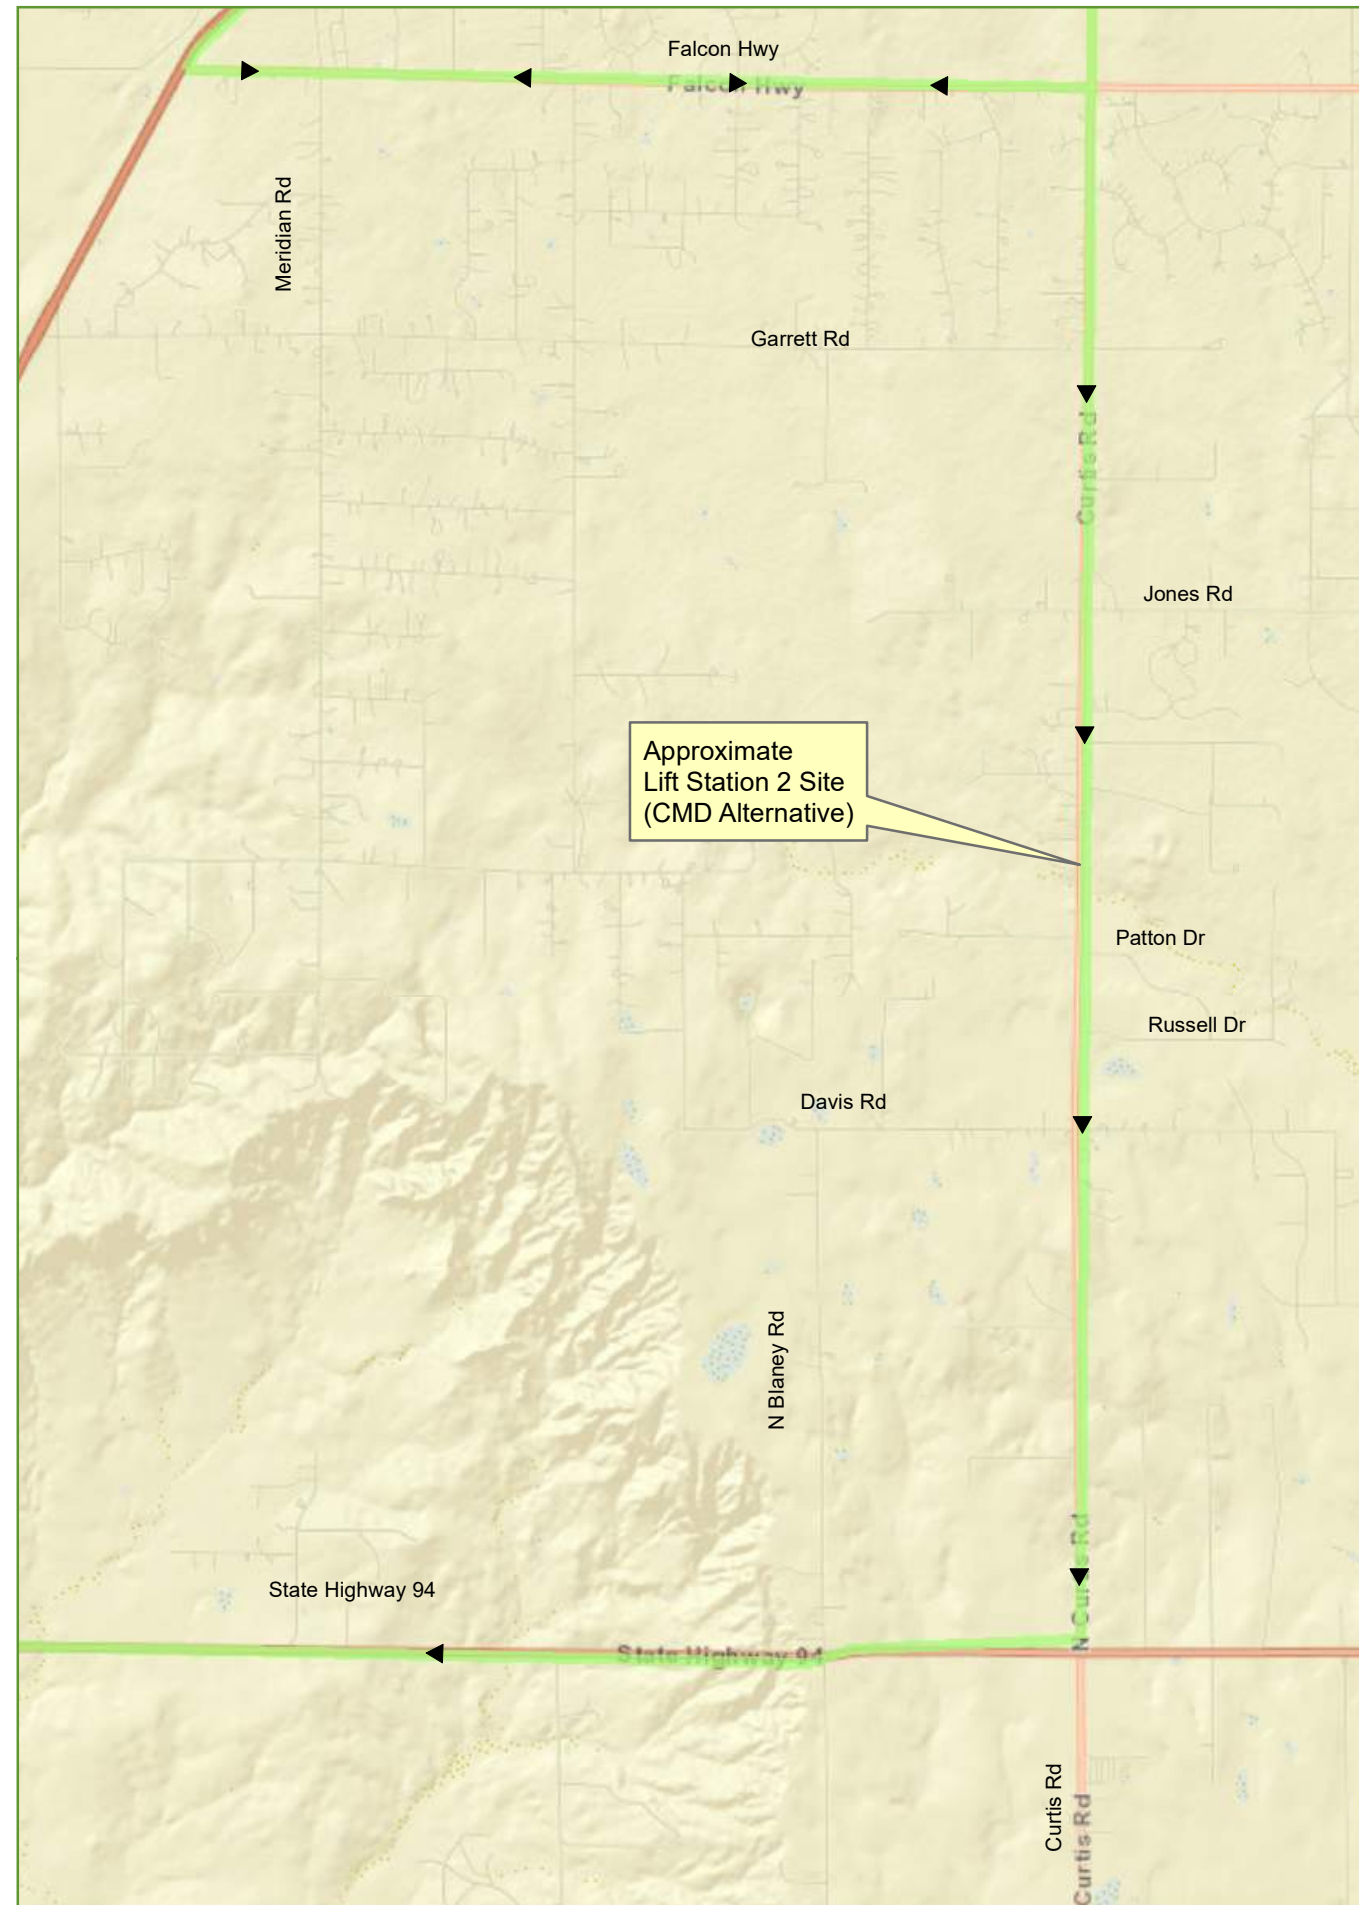 Falcon Hwy
Falcon Hwy
Meridian Rd
Garrett Rd
Curtis Rd
Jones Rd
Approximate
Lift Station 2 Site
(CMD Alternative)
Patton Dr
Russell Dr
Davis Rd
N Blaney Rd
N Curtis Rd
State Highway 94
State Highway 94
Curtis Rd
Curtis Rd